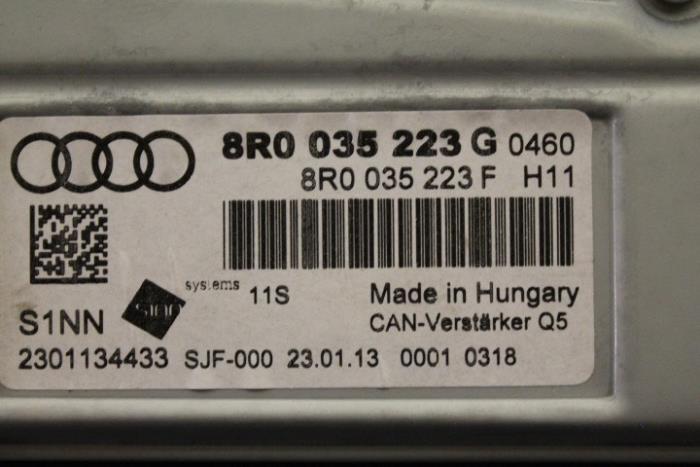 8R0 035 223 G 0460
8R0 035 223 F H11
systems 11S Made in Hungary
S1NN CAN-Verstärker Q5
2301134433 SJF-000 23.01.13 0001 0318